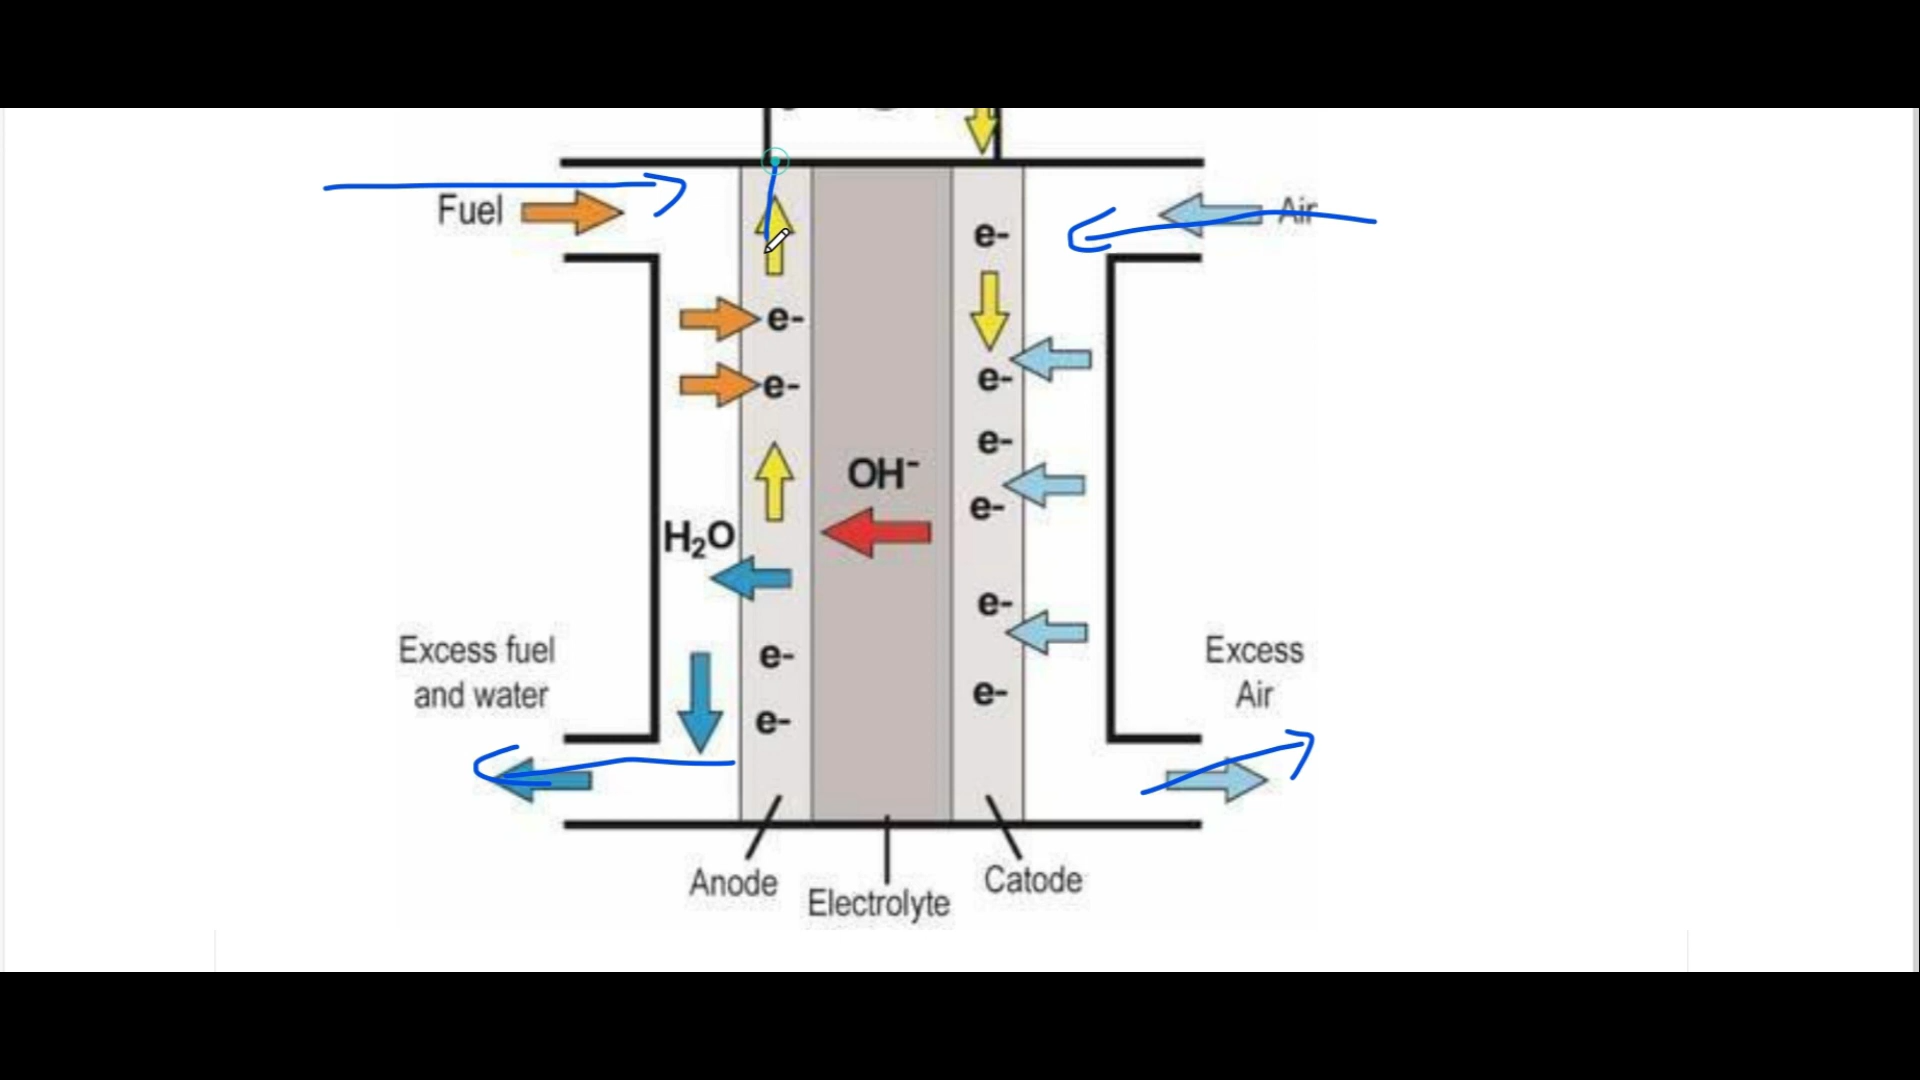 Fuel
Air
e-
e-
e-
e-
e-
OH⁻
e-
H₂O
e-
e-
e-
e-
Excess fuel
and water
Excess
Air
Anode
Electrolyte
Catode